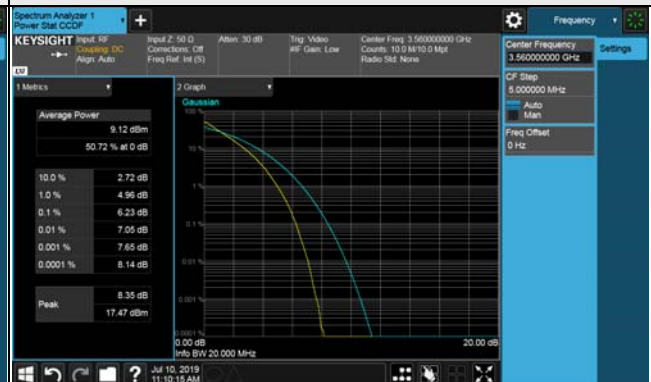 Spectrum Analyzer 1
Power Stat CCDF
Frequency
KEYSIGHT
Input: RF
Coupling: DC
Align: Auto
Input Z: 50 Ω
Corrections: Off
Freq Ref: Int (S)
Atten: 30 dB
Trig: Video
#IF Gain: Low
Center Freq: 3.560000000 GHz
Counts: 10.0 M/10.0 Mpt
Radio Std: None
LXI
Center Frequency
3.560000000 GHz
Settings
CF Step
5.000000 MHz
Auto
Man
Freq Offset
0 Hz
1 Metrics
Average Power
9.12 dBm
50.72 % at 0 dB
10.0 % 2.72 dB
1.0 % 4.96 dB
0.1 % 6.23 dB
0.01 % 7.05 dB
0.001 % 7.65 dB
0.0001 % 8.14 dB
Peak
8.35 dB
17.47 dBm
2 Graph
Gaussian
100 %
10 %
1 %
0.1 %
0.01 %
0.001 %
0.0001 %
0.00 dB
20.00 dB
Info BW 20.000 MHz
?
Jul 10, 2019
11:10:15 AM